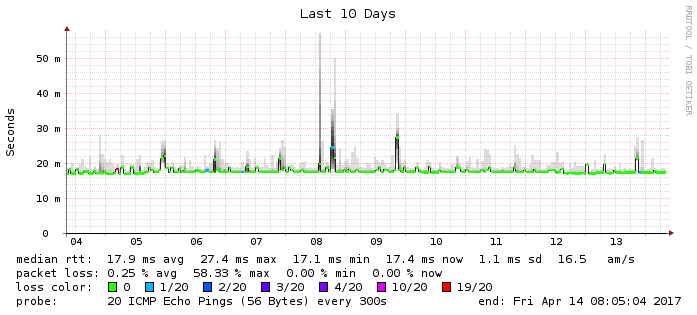 Last 10 Days
RRDTOOL / TOBI OETIKER
Seconds
50 m
40 m
30 m
20 m
10 m
0
04 05 06 07 08 09 10 11 12 13
median rtt: 17.9 ms avg 27.4 ms max 17.1 ms min 17.4 ms now 1.1 ms sd 16.5 am/s
packet loss: 0.25 % avg 58.33 % max 0.00 % min 0.00 % now
loss color: 0 1/20 2/20 3/20 4/20 10/20 19/20
probe: 20 ICMP Echo Pings (56 Bytes) every 300s end: Fri Apr 14 08:05:04 2017